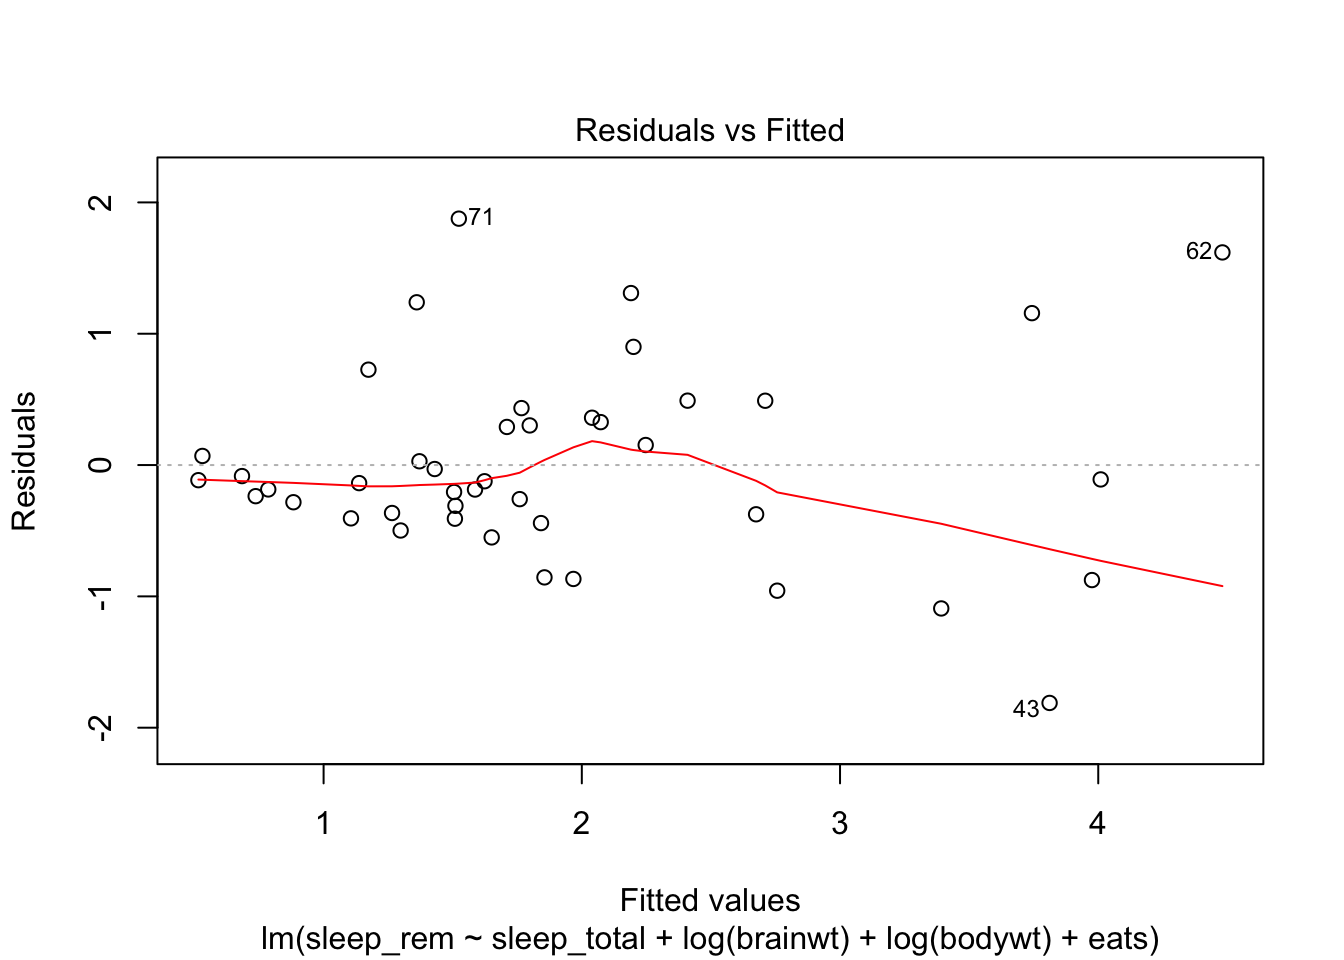 Residuals vs Fitted
2
1
0
-1
-2
Residuals
71
62
43
1 2 3 4
Fitted values
lm(sleep_rem ~ sleep_total + log(brainwt) + log(bodywt) + eats)